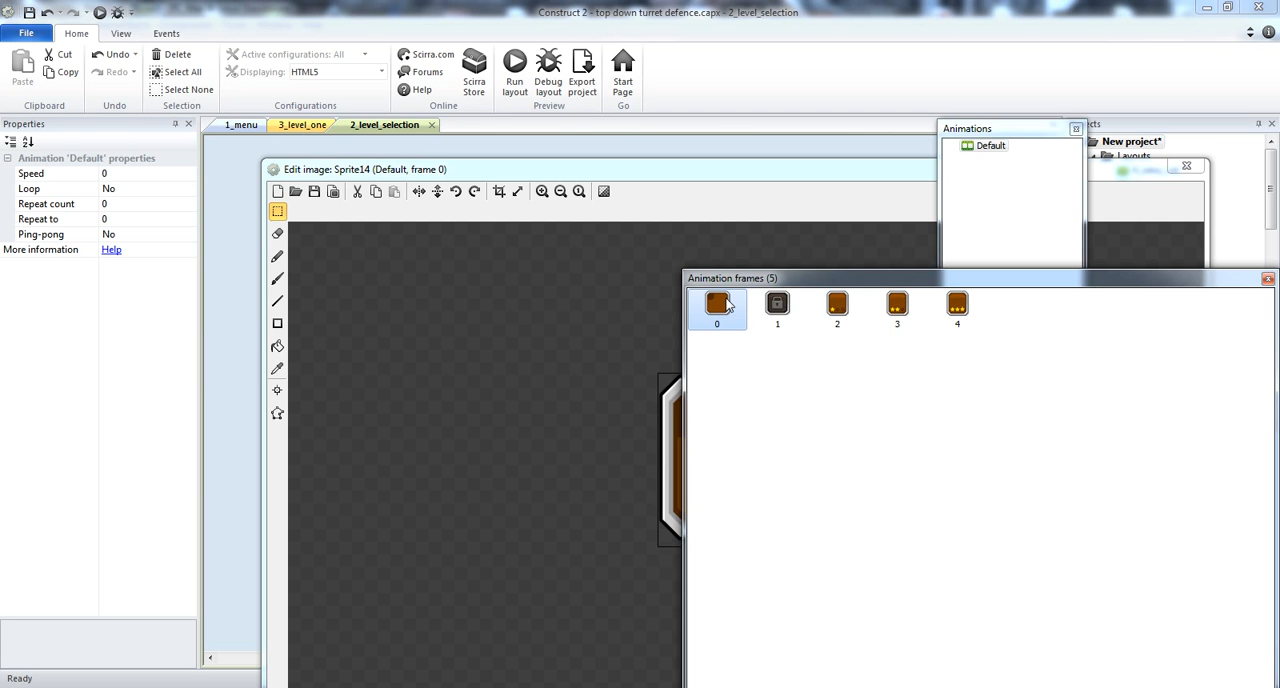 Construct 2 - top down turret defence.capx - 2_level_selection
File
Home
View
Events
Paste
Cut
Copy
Clipboard
Undo
Redo
Undo
Delete
Select All
Select None
Selection
Active configurations: All
Displaying: HTML5
Configurations
Scirra.com
Forums
Help
Scirra Store
Online
Run layout
Debug layout
Export project
Preview
Start Page
Go
Properties
1_menu
3_level_one
2_level_selection
Animations
Default
New project*
Layouts
Animation 'Default' properties
Speed 0
Loop No
Repeat count 0
Repeat to 0
Ping-pong No
More information Help
Edit image: Sprite14 (Default, frame 0)
Animation frames (5)
0 1 2 3 4
Ready